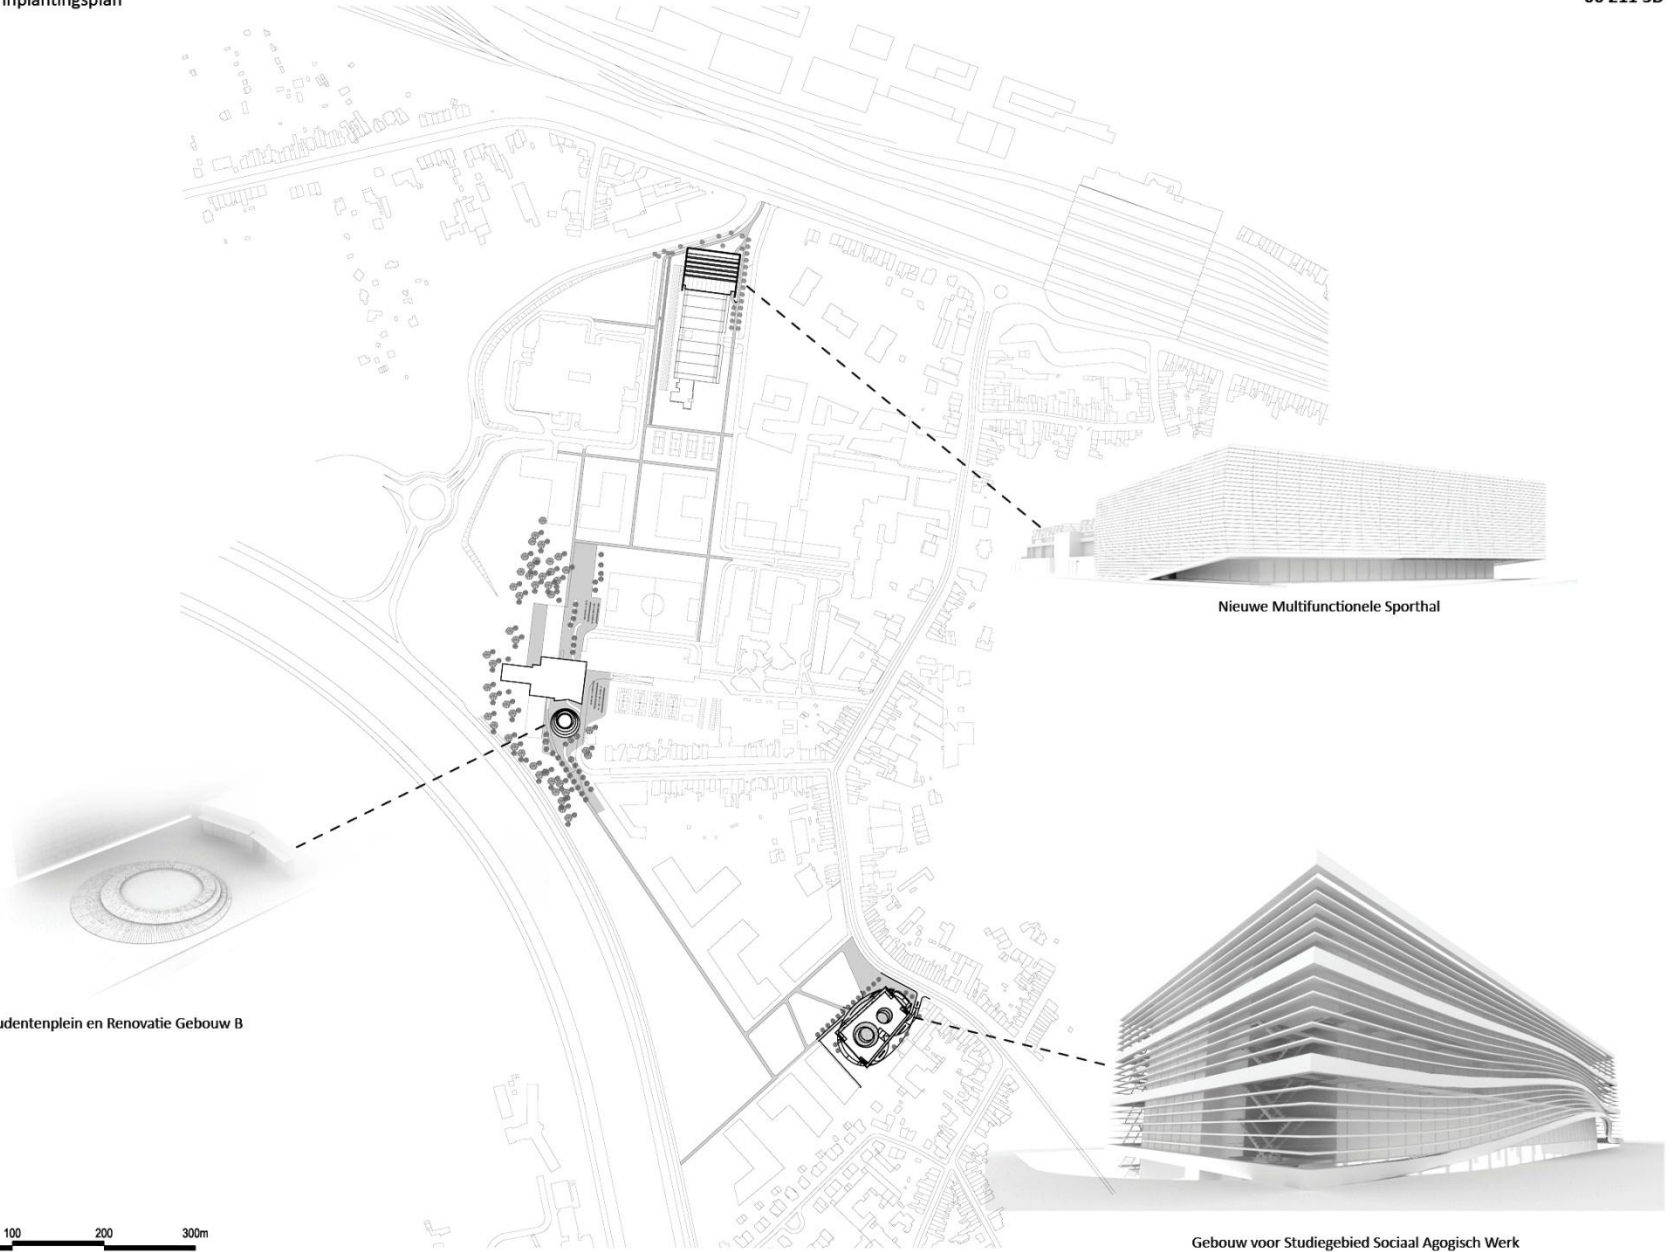 inplantingsplan
Nieuwe Multifunctionele Sporthal
udentenplein en Renovatie Gebouw B
100 200 300m
Gebouw voor Studiegebied Sociaal Agogisch Werk